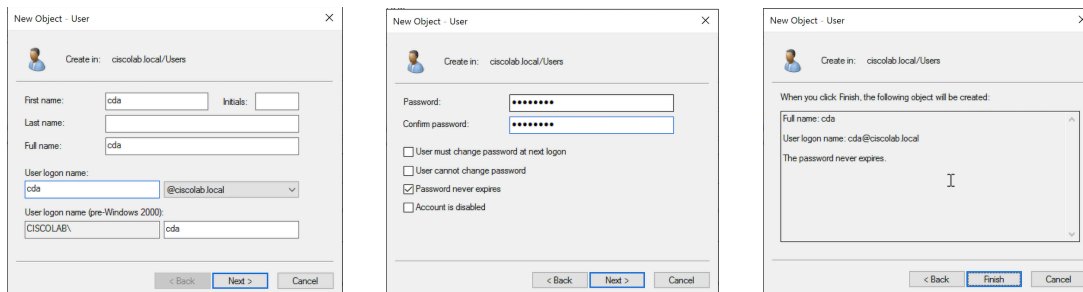 New Object - User
Create in: ciscolab.local/Users
First name: cda Initials:
Last name:
Full name: cda
User logon name:
cda @ciscolab.local
User logon name (pre-Windows 2000):
CISCOLAB\ cda
< Back Next > Cancel
New Object - User
Create in: ciscolab.local/Users
Password: ••••••••
Confirm password: ••••••••
User must change password at next logon
User cannot change password
Password never expires
Account is disabled
< Back Next > Cancel
New Object - User
Create in: ciscolab.local/Users
When you click Finish, the following object will be created:
Full name: cda
User logon name: cda@ciscolab.local
The password never expires.
< Back Finish Cancel